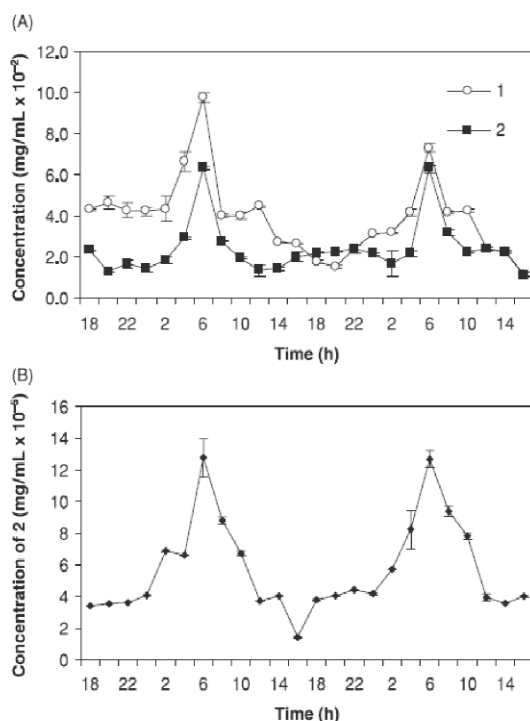 (A)
Concentration (mg/mL x 10⁻²)
12.0
10.0
8.0
6.0
4.0
2.0
0.0
1
2
18 22 2 6 10 14 18 22 2 6 10 14
Time (h)
(B)
Concentration of 2 (mg/mL x 10⁻⁵)
16
14
12
10
8
6
4
2
0
18 22 2 6 10 14 18 22 2 6 10 14
Time (h)